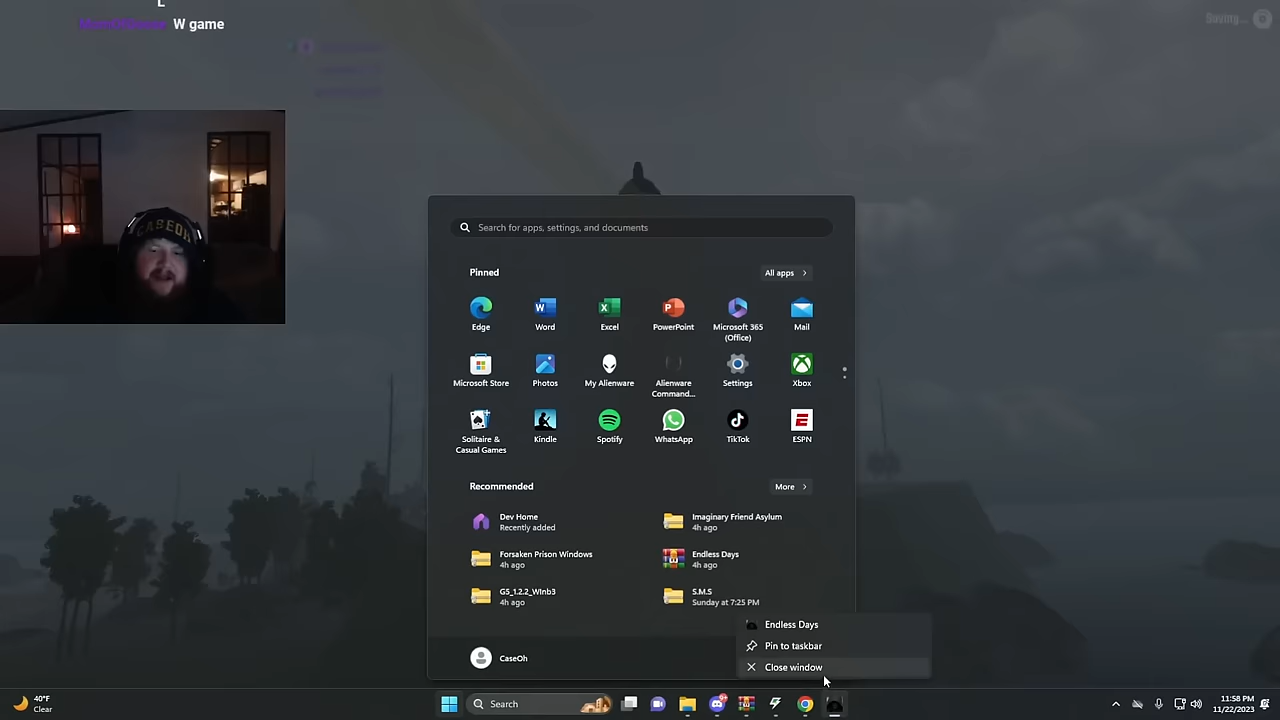 L
W game
Saving...
CASEOH
Search for apps, settings, and documents
Pinned
All apps
Edge
Word
Excel
PowerPoint
Microsoft 365
(Office)
Mail
Microsoft Store
Photos
My Alienware
Alienware
Command...
Settings
Xbox
Solitaire &
Casual Games
Kindle
Spotify
WhatsApp
TikTok
ESPN
Recommended
More
Dev Home
Recently added
Imaginary Friend Asylum
4h ago
Forsaken Prison Windows
4h ago
Endless Days
4h ago
G5_1.2.2_Winb3
4h ago
S.M.S
Sunday at 7:25 PM
Endless Days
Pin to taskbar
Close window
CaseOh
40°F
Clear
Search
11:58 PM
11/22/2023